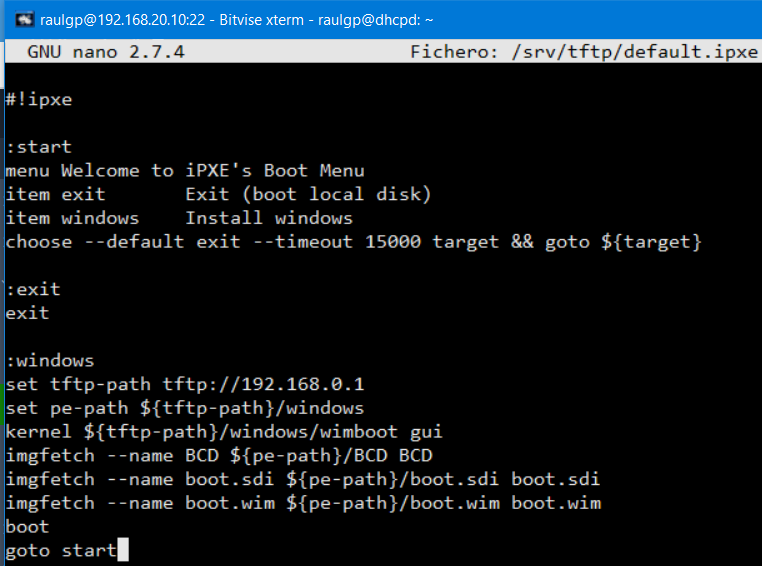 raulgp@192.168.20.10:22 - Bitvise xterm - raulgp@dhcpd: ~
GNU nano 2.7.4 Fichero: /srv/tftp/default.ipxe
#!ipxe
:start
menu Welcome to iPXE's Boot Menu
item exit Exit (boot local disk)
item windows Install windows
choose --default exit --timeout 15000 target && goto ${target}
:exit
exit
:windows
set tftp-path tftp://192.168.0.1
set pe-path ${tftp-path}/windows
kernel ${tftp-path}/windows/wimboot gui
imgfetch --name BCD ${pe-path}/BCD BCD
imgfetch --name boot.sdi ${pe-path}/boot.sdi boot.sdi
imgfetch --name boot.wim ${pe-path}/boot.wim boot.wim
boot
goto start